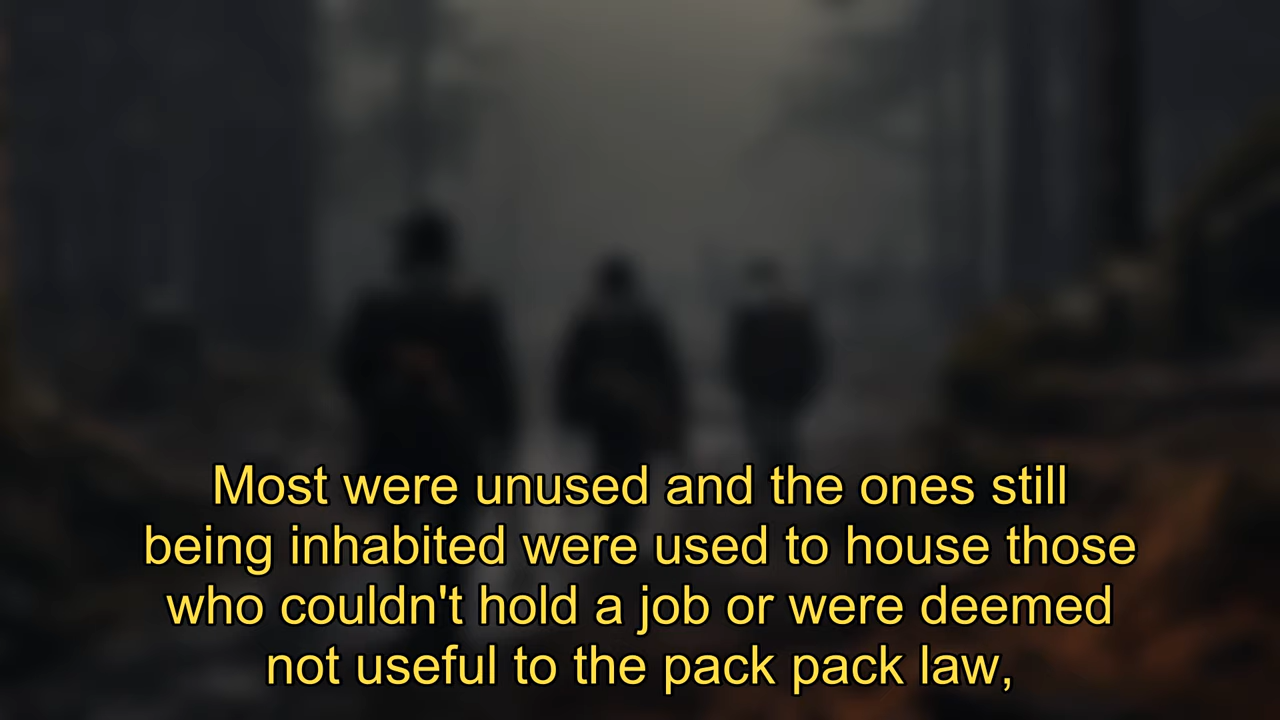 Most were unused and the ones still
being inhabited were used to house those
who couldn't hold a job or were deemed
not useful to the pack pack law,